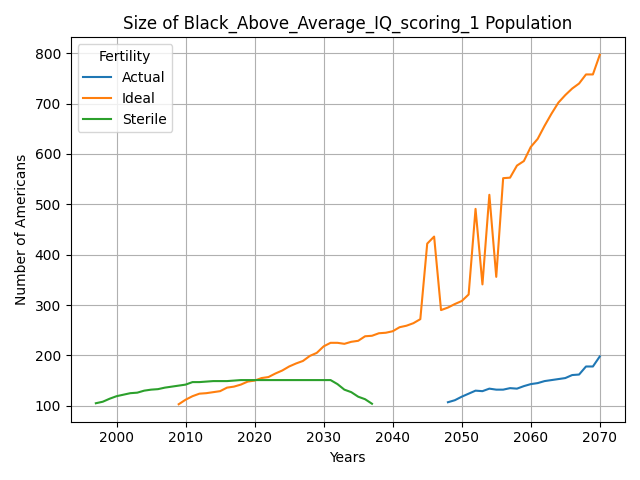 Size of Black_Above_Average_IQ_scoring_1 Population
Fertility
Actual
Ideal
Sterile
Number of Americans
800
700
600
500
400
300
200
100
2000 2010 2020 2030 2040 2050 2060 2070
Years